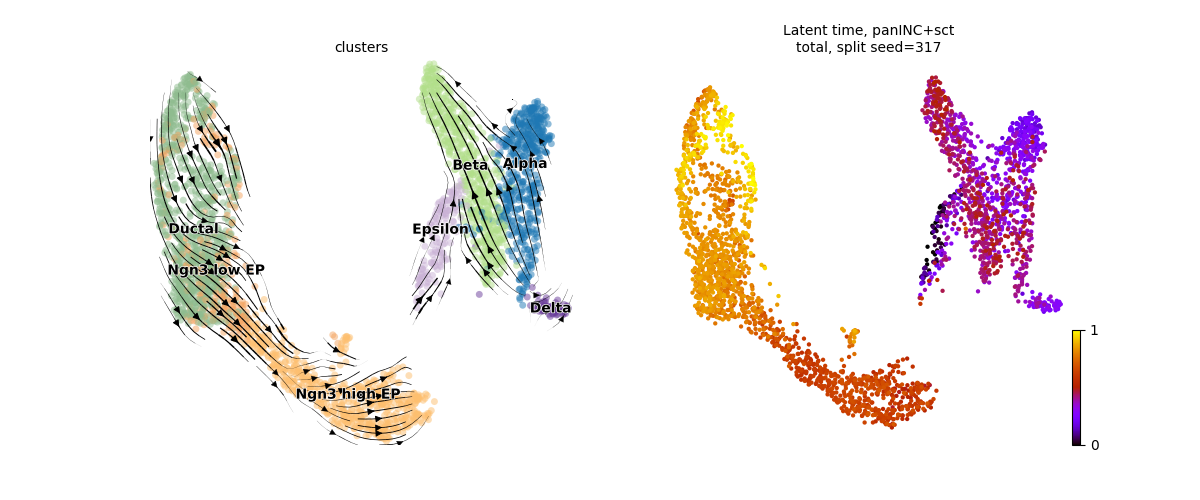 clusters
Latent time, panINC+sct
total, split seed=317
Beta
Alpha
Ductal
Epsilon
Ngn3 low EP
Delta
Ngn3 high EP
1
0